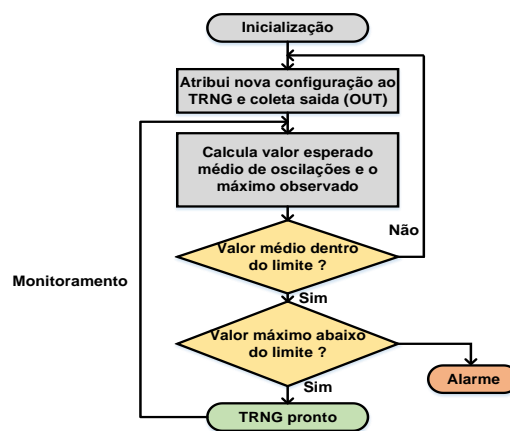 Inicialização
Atribui nova configuração ao
TRNG e coleta saida (OUT)
Calcula valor esperado
médio de oscilações e o
máximo observado
Não
Valor médio dentro
do limite ?
Monitoramento
Sim
Valor máximo abaixo
do limite ?
Alarme
Sim
TRNG pronto